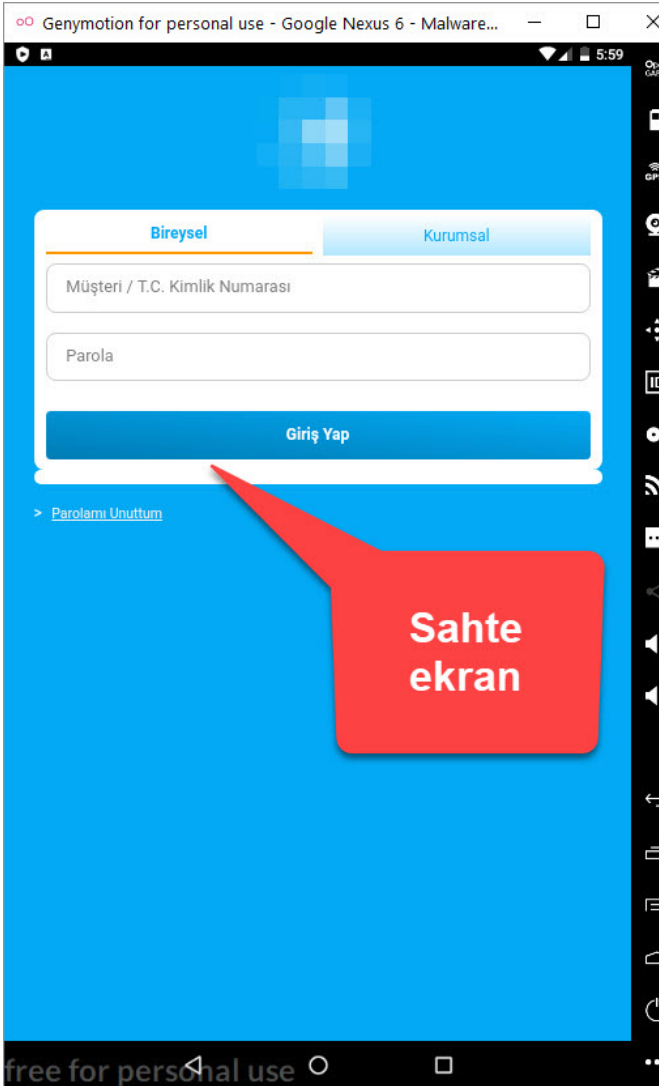 Genymotion for personal use - Google Nexus 6 - Malware...
5:59
Bireysel
Kurumsal
Müşteri / T.C. Kimlik Numarası
Parola
Giriş Yap
> Parolamı Unuttum
Sahte
ekran
free for personal use